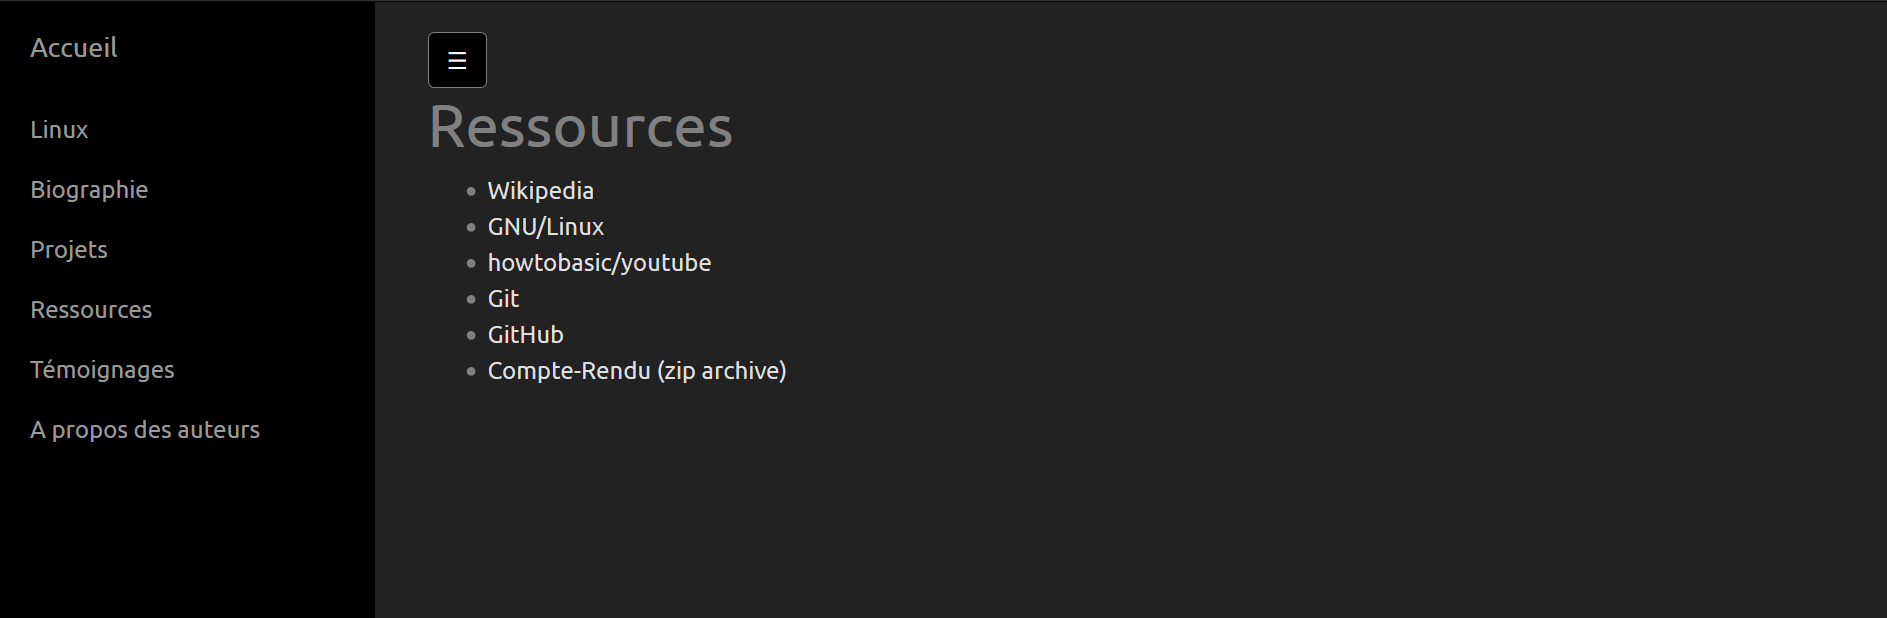 Accueil
Linux
Biographie
Projets
Ressources
Témoignages
A propos des auteurs
☰
Ressources
Wikipedia
GNU/Linux
howtobasic/youtube
Git
GitHub
Compte-Rendu (zip archive)